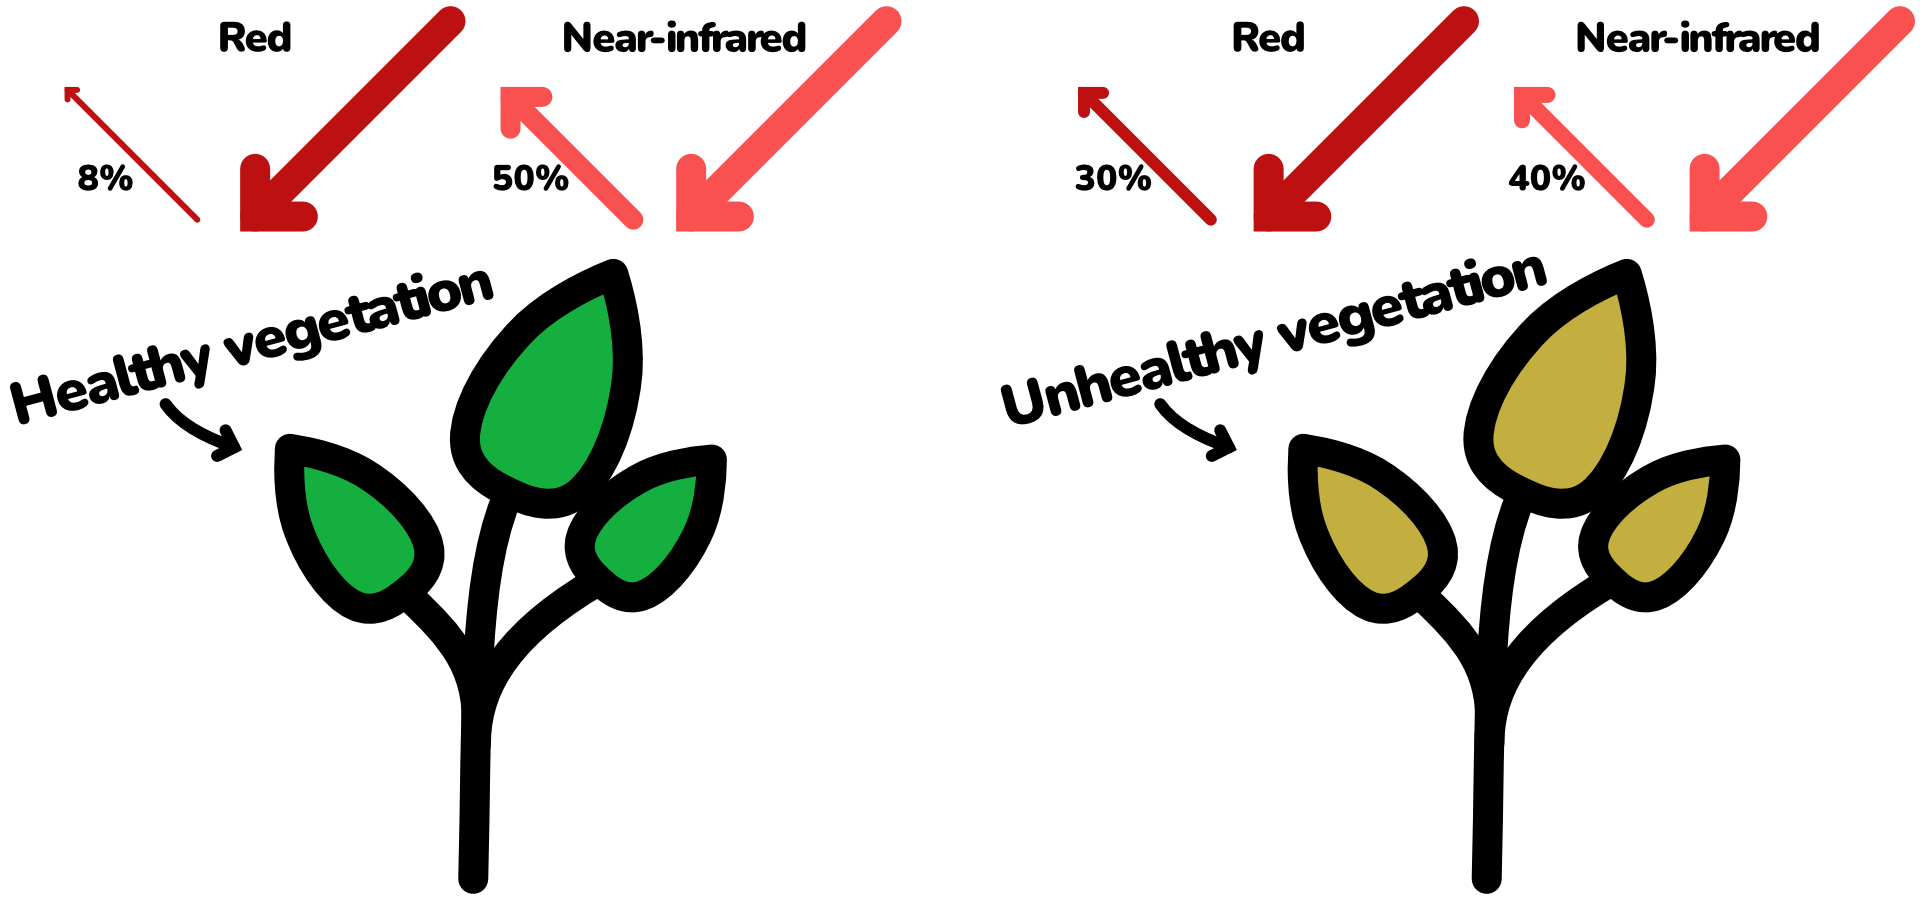 Red
Near-infrared
8%
50%
Healthy vegetation
Red
Near-infrared
30%
40%
Unhealthy vegetation